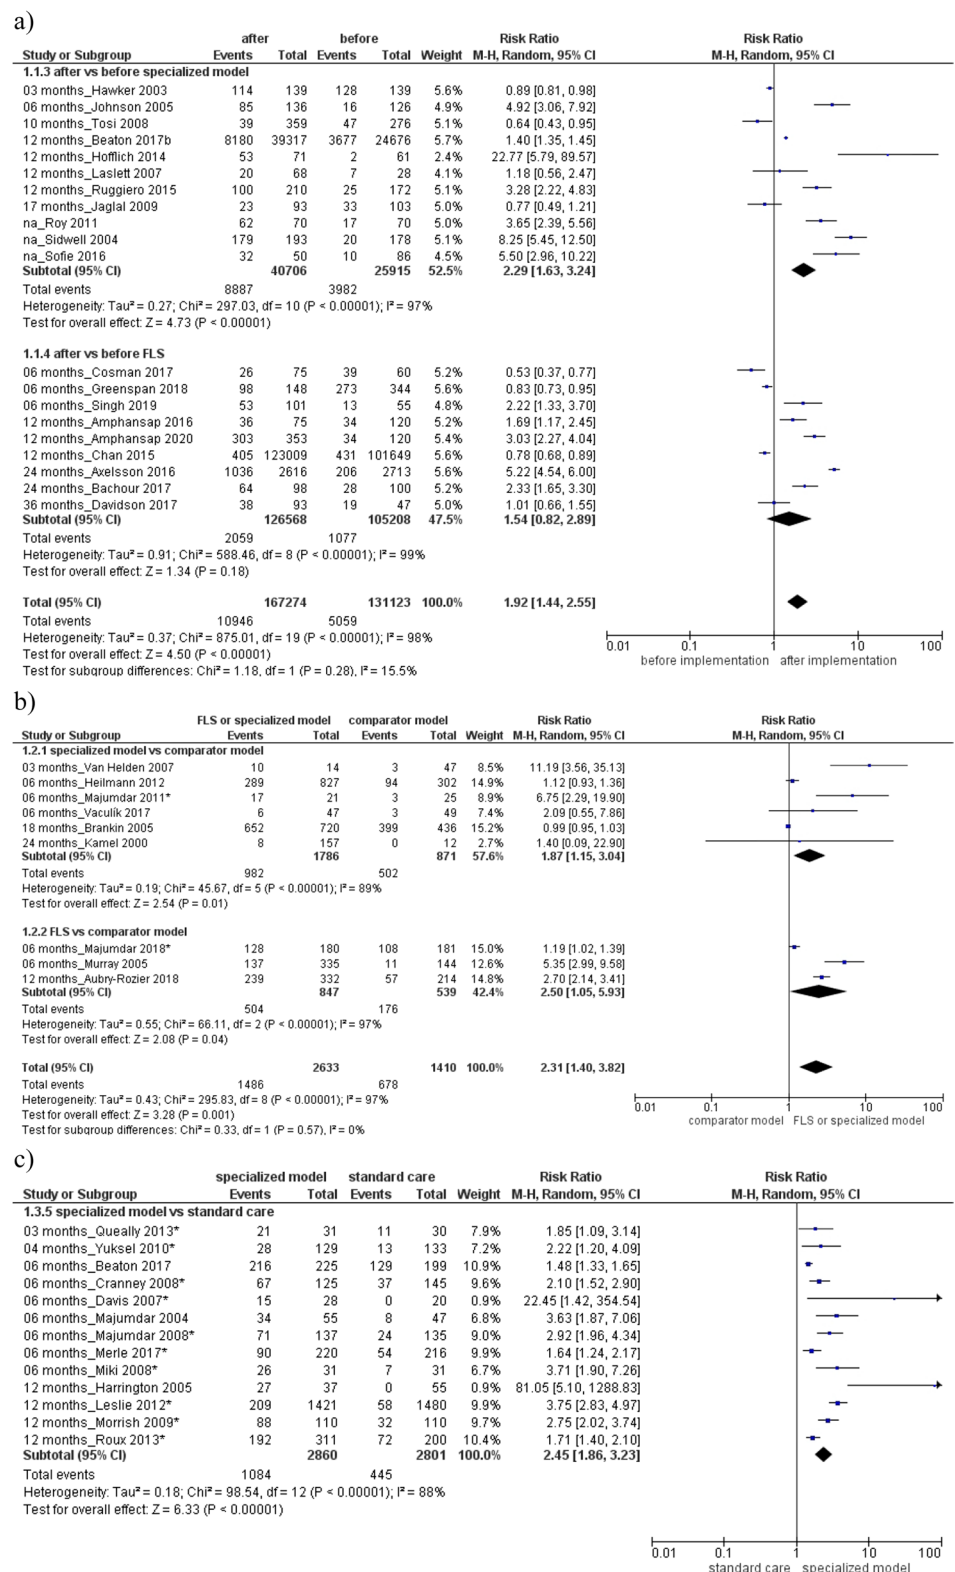 a)
after before Risk Ratio Risk Ratio
Study or Subgroup Events Total Events Total Weight M-H, Random, 95% CI M-H, Random, 95% CI
1.1.3 after vs before specialized model
03 months_Hawker 2003 114 139 128 139 5.6% 0.89 [0.81, 0.98]
06 months_Johnson 2005 85 136 16 126 4.9% 4.92 [3.06, 7.92]
10 months_Tosi 2008 39 359 47 276 5.1% 0.64 [0.43, 0.95]
12 months_Beaton 2017b 8180 39317 3677 24676 5.7% 1.40 [1.35, 1.45]
12 months_Hofflich 2014 53 71 2 61 2.4% 22.77 [5.79, 89.57]
12 months_Laslett 2007 20 68 7 28 4.0% 1.18 [0.56, 2.47]
12 months_Ruggiero 2015 100 210 25 172 5.1% 3.28 [2.22, 4.83]
17 months_Jaglal 2009 23 93 33 103 4.9% 0.77 [0.49, 1.21]
na_Roy 2011 62 70 17 70 5.0% 3.65 [2.39, 5.56]
na_Sidwell 2004 179 193 20 178 5.1% 8.25 [5.45, 12.50]
na_Sofie 2016 32 50 10 86 4.5% 5.50 [2.96, 10.22]
Subtotal (95% CI) 40706 25915 52.5% 2.29 [1.63, 3.24]
Total events 8887 3982
Heterogeneity: Tau² = 0.27; Chi² = 297.03, df = 10 (P < 0.00001); I² = 97%
Test for overall effect: Z = 4.73 (P < 0.00001)
1.1.4 after vs before FLS
06 months_Cosman 2017 26 75 39 60 5.2% 0.53 [0.37, 0.77]
06 months_Greenspan 2018 98 148 273 344 5.6% 0.83 [0.73, 0.95]
06 months_Singh 2019 53 101 13 55 4.8% 2.22 [1.33, 3.70]
12 months_Amphansap 2016 36 75 34 120 5.2% 1.69 [1.17, 2.45]
12 months_Amphansap 2020 303 353 34 120 5.4% 3.03 [2.27, 4.04]
12 months_Chan 2015 405 123009 431 101649 5.6% 0.78 [0.68, 0.89]
24 months_Axelsson 2016 1036 2616 206 2713 5.6% 5.22 [4.54, 6.00]
24 months_Bachour 2017 64 98 28 100 5.2% 2.33 [1.65, 3.30]
36 months_Davidson 2017 38 93 19 47 5.0% 1.01 [0.66, 1.55]
Subtotal (95% CI) 126568 105208 47.5% 1.54 [0.82, 2.89]
Total events 2059 1077
Heterogeneity: Tau² = 0.91; Chi² = 588.46, df = 8 (P < 0.00001); I² = 99%
Test for overall effect: Z = 1.34 (P = 0.18)
Total (95% CI) 167274 131123 100.0% 1.92 [1.44, 2.55]
Total events 10946 5059
Heterogeneity: Tau² = 0.37; Chi² = 875.01, df = 19 (P < 0.00001); I² = 98%
Test for overall effect: Z = 4.50 (P < 0.00001)
Test for subgroup differences: Chi² = 1.18, df = 1 (P = 0.28), I² = 15.5%
0.01 0.1 1 10 100
before implementation after implementation
b)
FLS or specialized model comparator model Risk Ratio Risk Ratio
Study or Subgroup Events Total Events Total Weight M-H, Random, 95% CI M-H, Random, 95% CI
1.2.1 specialized model vs comparator model
03 months_Van Helden 2007 10 14 3 47 8.5% 11.19 [3.56, 35.13]
06 months_Heilmann 2012 289 827 94 302 14.9% 1.12 [0.93, 1.36]
06 months_Majumdar 2011* 17 21 3 25 8.9% 6.75 [2.29, 19.90]
06 months_Vaculík 2017 6 47 3 49 7.4% 2.09 [0.55, 7.86]
18 months_Brankin 2005 652 720 399 436 15.2% 0.99 [0.95, 1.03]
24 months_Kamel 2000 8 157 0 12 2.7% 1.40 [0.09, 22.90]
Subtotal (95% CI) 1786 871 57.6% 1.87 [1.15, 3.04]
Total events 982 502
Heterogeneity: Tau² = 0.19; Chi² = 45.67, df = 5 (P < 0.00001); I² = 89%
Test for overall effect: Z = 2.54 (P = 0.01)
1.2.2 FLS vs comparator model
06 months_Majumdar 2018* 128 180 108 181 15.0% 1.19 [1.02, 1.39]
06 months_Murray 2005 137 335 11 144 12.6% 5.35 [2.99, 9.58]
12 months_Aubry-Rozier 2018 239 332 57 214 14.8% 2.70 [2.14, 3.41]
Subtotal (95% CI) 847 539 42.4% 2.50 [1.05, 5.93]
Total events 504 176
Heterogeneity: Tau² = 0.55; Chi² = 66.11, df = 2 (P < 0.00001); I² = 97%
Test for overall effect: Z = 2.08 (P = 0.04)
Total (95% CI) 2633 1410 100.0% 2.31 [1.40, 3.82]
Total events 1486 678
Heterogeneity: Tau² = 0.43; Chi² = 295.83, df = 8 (P < 0.00001); I² = 97%
Test for overall effect: Z = 3.28 (P = 0.001)
Test for subgroup differences: Chi² = 0.33, df = 1 (P = 0.57), I² = 0%
0.01 0.1 1 10 100
comparator model FLS or specialized model
c)
specialized model standard care Risk Ratio Risk Ratio
Study or Subgroup Events Total Events Total Weight M-H, Random, 95% CI M-H, Random, 95% CI
1.3.5 specialized model vs standard care
03 months_Queally 2013* 21 31 11 30 7.9% 1.85 [1.09, 3.14]
04 months_Yuksel 2010* 28 129 13 133 7.2% 2.22 [1.20, 4.09]
06 months_Beaton 2017 216 225 129 199 10.9% 1.48 [1.33, 1.65]
06 months_Cranney 2008* 67 125 37 145 9.6% 2.10 [1.52, 2.90]
06 months_Davis 2007* 15 28 0 20 0.9% 22.45 [1.42, 354.54]
06 months_Majumdar 2004 34 55 8 47 6.8% 3.63 [1.87, 7.06]
06 months_Majumdar 2008* 71 137 24 135 9.0% 2.92 [1.96, 4.34]
06 months_Merle 2017* 90 220 54 216 9.9% 1.64 [1.24, 2.17]
06 months_Miki 2008* 26 31 7 31 6.7% 3.71 [1.90, 7.26]
12 months_Harrington 2005 27 37 0 55 0.9% 81.05 [5.10, 1288.83]
12 months_Leslie 2012* 209 1421 58 1480 9.9% 3.75 [2.83, 4.97]
12 months_Morrish 2009* 88 110 32 110 9.7% 2.75 [2.02, 3.74]
12 months_Roux 2013* 192 311 72 200 10.4% 1.71 [1.40, 2.10]
Subtotal (95% CI) 2860 2801 100.0% 2.45 [1.86, 3.23]
Total events 1084 445
Heterogeneity: Tau² = 0.18; Chi² = 98.54, df = 12 (P < 0.00001); I² = 88%
Test for overall effect: Z = 6.33 (P < 0.00001)
0.01 0.1 1 10 100
standard care specialized model